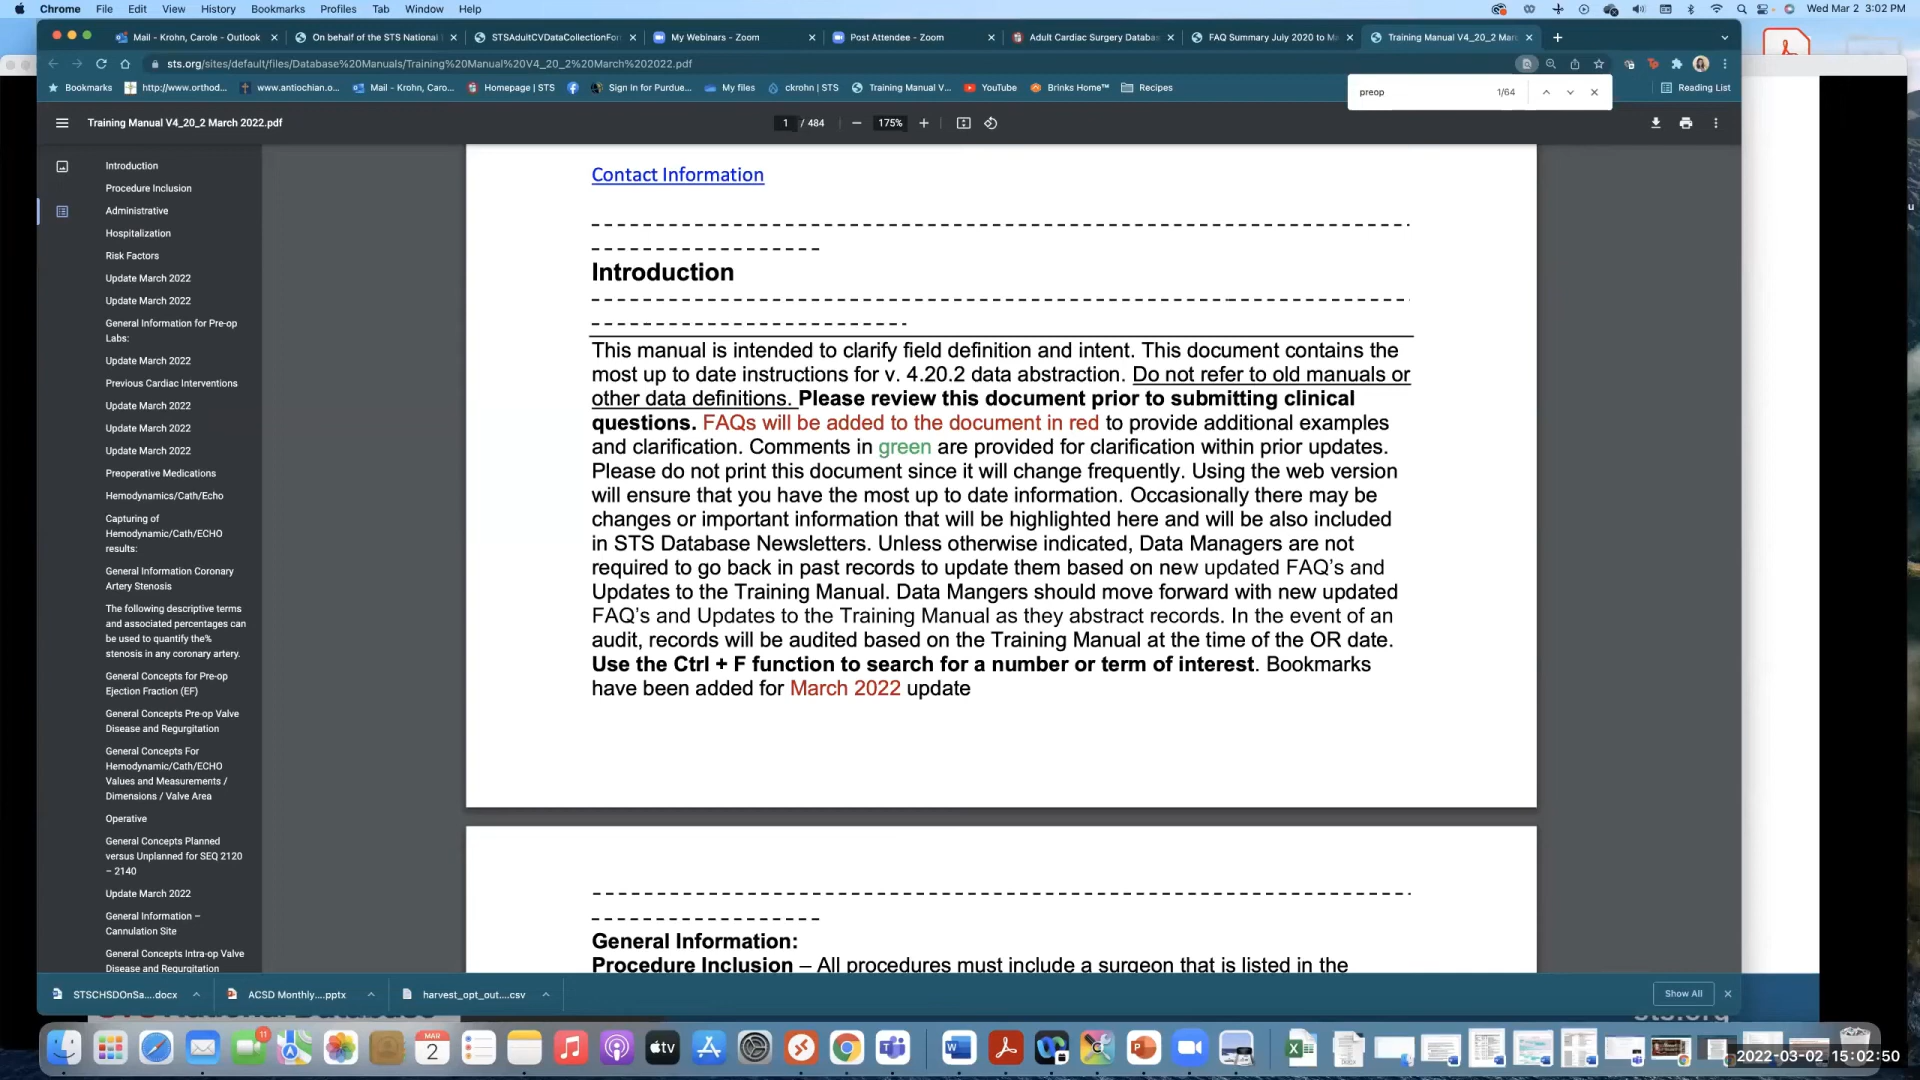 Chrome File Edit View History Bookmarks Profiles Tab Window Help
Wed Mar 2 3:02 PM
Mail - Krohn, Carole - Outlook
On behalf of the STS National
STSAdultCVDataCollectionFor
My Webinars - Zoom
Post Attendee - Zoom
Adult Cardiac Surgery Databas
FAQ Summary July 2020 to Ma
Training Manual V4_20_2 Marc
sts.org/sites/default/files/Database%20Manuals/Training%20Manual%20V4_20_2%20March%202022.pdf
Bookmarks
http://www.orthod...
www.antiochian.o...
Mail - Krohn, Caro...
Homepage | STS
Sign In for Purdue...
My files
ckrohn | STS
Training Manual V...
YouTube
Brinks Home™
Recipes
Reading List
preop 1/64
Training Manual V4_20_2 March 2022.pdf
1 / 484
175%
Introduction
Procedure Inclusion
Administrative
Hospitalization
Risk Factors
Update March 2022
Update March 2022
General Information for Pre-op
Labs:
Update March 2022
Previous Cardiac Interventions
Update March 2022
Update March 2022
Update March 2022
Preoperative Medications
Hemodynamics/Cath/Echo
Capturing of
Hemodynamic/Cath/ECHO
results:
General Information Coronary
Artery Stenosis
The following descriptive terms
and associated percentages can
be used to quantify the%
stenosis in any coronary artery.
General Concepts for Pre-op
Ejection Fraction (EF)
General Concepts Pre-op Valve
Disease and Regurgitation
General Concepts For
Hemodynamic/Cath/ECHO
Values and Measurements /
Dimensions / Valve Area
Operative
General Concepts Planned
versus Unplanned for SEQ 2120
– 2140
Update March 2022
General Information –
Cannulation Site
General Concepts Intra-op Valve
Disease and Regurgitation
Contact Information
Introduction
This manual is intended to clarify field definition and intent. This document contains the
most up to date instructions for v. 4.20.2 data abstraction. Do not refer to old manuals or
other data definitions. Please review this document prior to submitting clinical
questions. FAQs will be added to the document in red to provide additional examples
and clarification. Comments in green are provided for clarification within prior updates.
Please do not print this document since it will change frequently. Using the web version
will ensure that you have the most up to date information. Occasionally there may be
changes or important information that will be highlighted here and will be also included
in STS Database Newsletters. Unless otherwise indicated, Data Managers are not
required to go back in past records to update them based on new updated FAQ's and
Updates to the Training Manual. Data Mangers should move forward with new updated
FAQ's and Updates to the Training Manual as they abstract records. In the event of an
audit, records will be audited based on the Training Manual at the time of the OR date.
Use the Ctrl + F function to search for a number or term of interest. Bookmarks
have been added for March 2022 update
General Information:
Procedure Inclusion – All procedures must include a surgeon that is listed in the
STSCHSDOnSa....docx
ACSD Monthly....pptx
harvest_opt_out....csv
Show All
sts.org
11
MAR
2
tv
2022-03-02 15:02:50